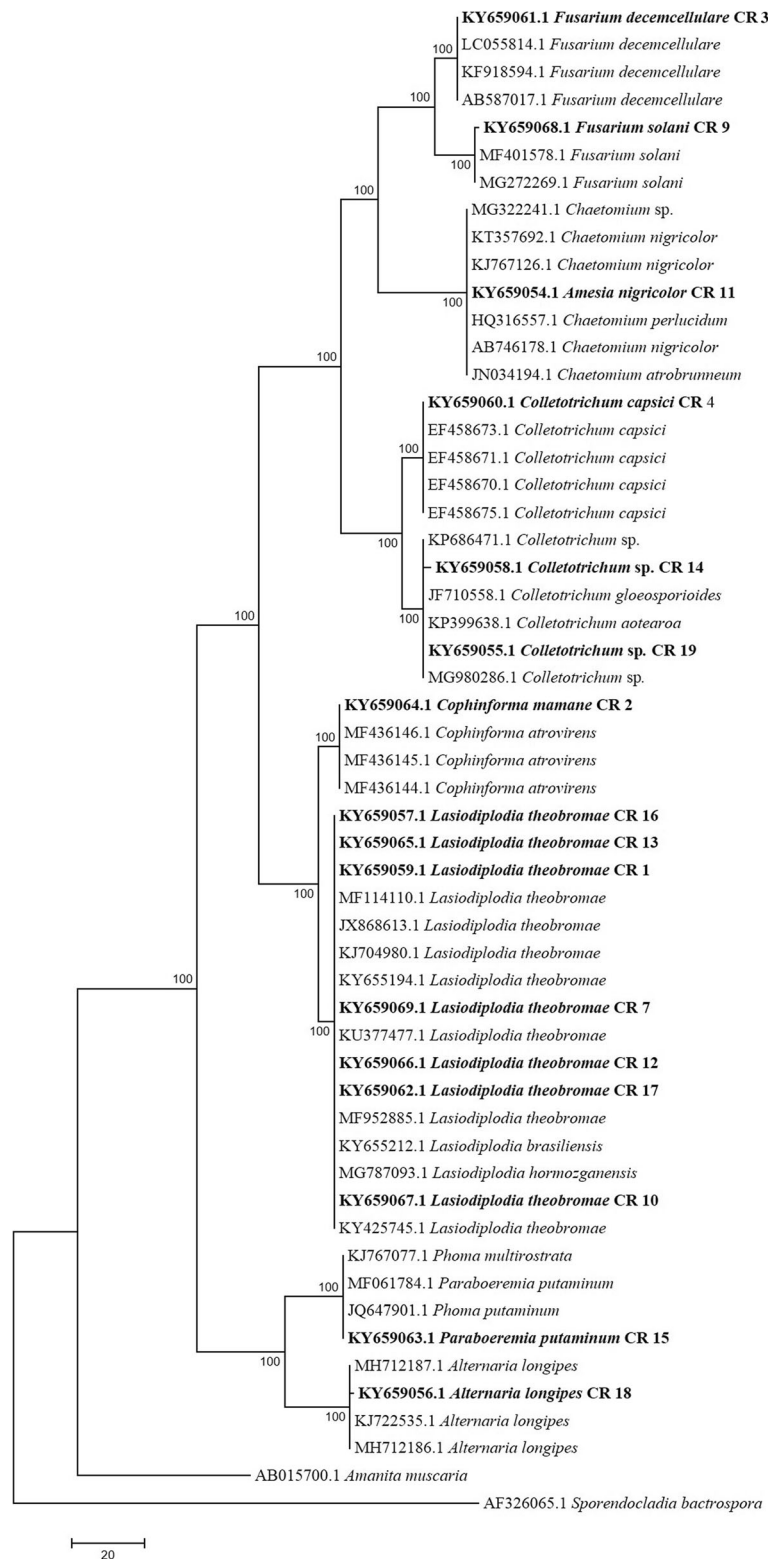 KY659061.1 Fusarium decemcellulare CR 3
100
LC055814.1 Fusarium decemcellulare
KF918594.1 Fusarium decemcellulare
100
AB587017.1 Fusarium decemcellulare
KY659068.1 Fusarium solani CR 9
MF401578.1 Fusarium solani
100
MG272269.1 Fusarium solani
100
MG322241.1 Chaetomium sp.
KT357692.1 Chaetomium nigricolor
KJ767126.1 Chaetomium nigricolor
KY659054.1 Amesia nigricolor CR 11
100
HQ316557.1 Chaetomium perlucidum
AB746178.1 Chaetomium nigricolor
100
JN034194.1 Chaetomium atrobrunneum
KY659060.1 Colletotrichum capsici CR 4
EF458673.1 Colletotrichum capsici
100
EF458671.1 Colletotrichum capsici
EF458670.1 Colletotrichum capsici
EF458675.1 Colletotrichum capsici
KP686471.1 Colletotrichum sp.
100
KY659058.1 Colletotrichum sp. CR 14
JF710558.1 Colletotrichum gloeosporioides
100
KP399638.1 Colletotrichum aotearoa
100
KY659055.1 Colletotrichum sp. CR 19
MG980286.1 Colletotrichum sp.
KY659064.1 Cophinforma mamane CR 2
MF436146.1 Cophinforma atrovirens
100
MF436145.1 Cophinforma atrovirens
MF436144.1 Cophinforma atrovirens
KY659057.1 Lasiodiplodia theobromae CR 16
KY659065.1 Lasiodiplodia theobromae CR 13
KY659059.1 Lasiodiplodia theobromae CR 1
100
MF114110.1 Lasiodiplodia theobromae
JX868613.1 Lasiodiplodia theobromae
KJ704980.1 Lasiodiplodia theobromae
100
KY655194.1 Lasiodiplodia theobromae
KY659069.1 Lasiodiplodia theobromae CR 7
100
KU377477.1 Lasiodiplodia theobromae
KY659066.1 Lasiodiplodia theobromae CR 12
KY659062.1 Lasiodiplodia theobromae CR 17
MF952885.1 Lasiodiplodia theobromae
KY655212.1 Lasiodiplodia brasiliensis
MG787093.1 Lasiodiplodia hormozganensis
KY659067.1 Lasiodiplodia theobromae CR 10
KY425745.1 Lasiodiplodia theobromae
KJ767077.1 Phoma multirostrata
100
MF061784.1 Paraboeremia putaminum
JQ647901.1 Phoma putaminum
KY659063.1 Paraboeremia putaminum CR 15
100
MH712187.1 Alternaria longipes
KY659056.1 Alternaria longipes CR 18
100
KJ722535.1 Alternaria longipes
MH712186.1 Alternaria longipes
AB015700.1 Amanita muscaria
AF326065.1 Sporendocladia bactrospora
20